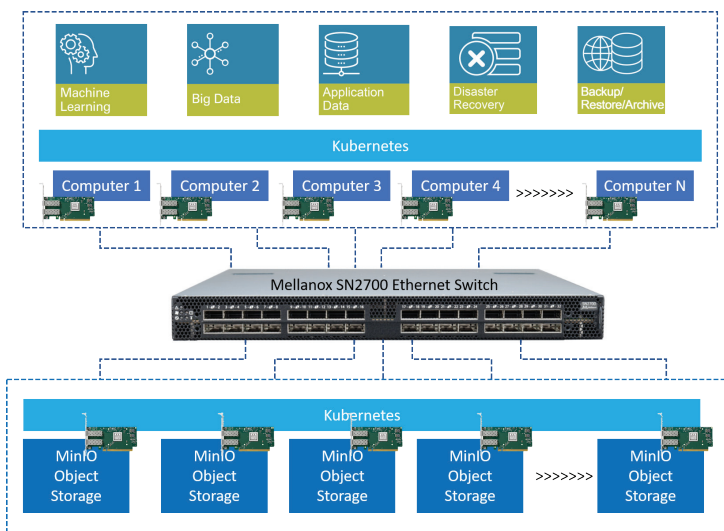 Machine
Learning
Big Data
Application
Data
Disaster
Recovery
Backup/
Restore/Archive
Kubernetes
Computer 1
Computer 2
Computer 3
Computer 4
>>>>>>>
Computer N
Mellanox SN2700 Ethernet Switch
Kubernetes
MinIO
Object
Storage
MinIO
Object
Storage
MinIO
Object
Storage
MinIO
Object
Storage
>>>>>>>
MinIO
Object
Storage